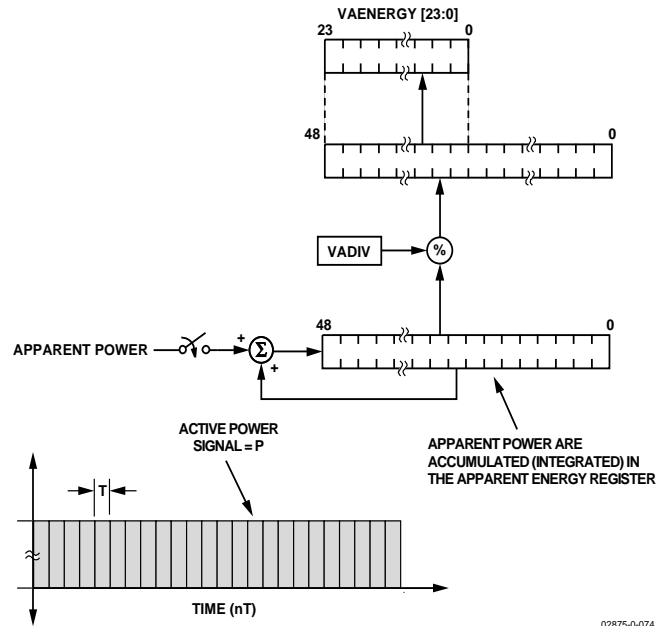 VAENERGY [23:0]
23 0
48 0
VADIV %
48 0
APPARENT POWER + Σ +
ACTIVE POWER
SIGNAL = P
APPARENT POWER ARE
ACCUMULATED (INTEGRATED) IN
THE APPARENT ENERGY REGISTER
T
TIME (nT)
02875-0-074